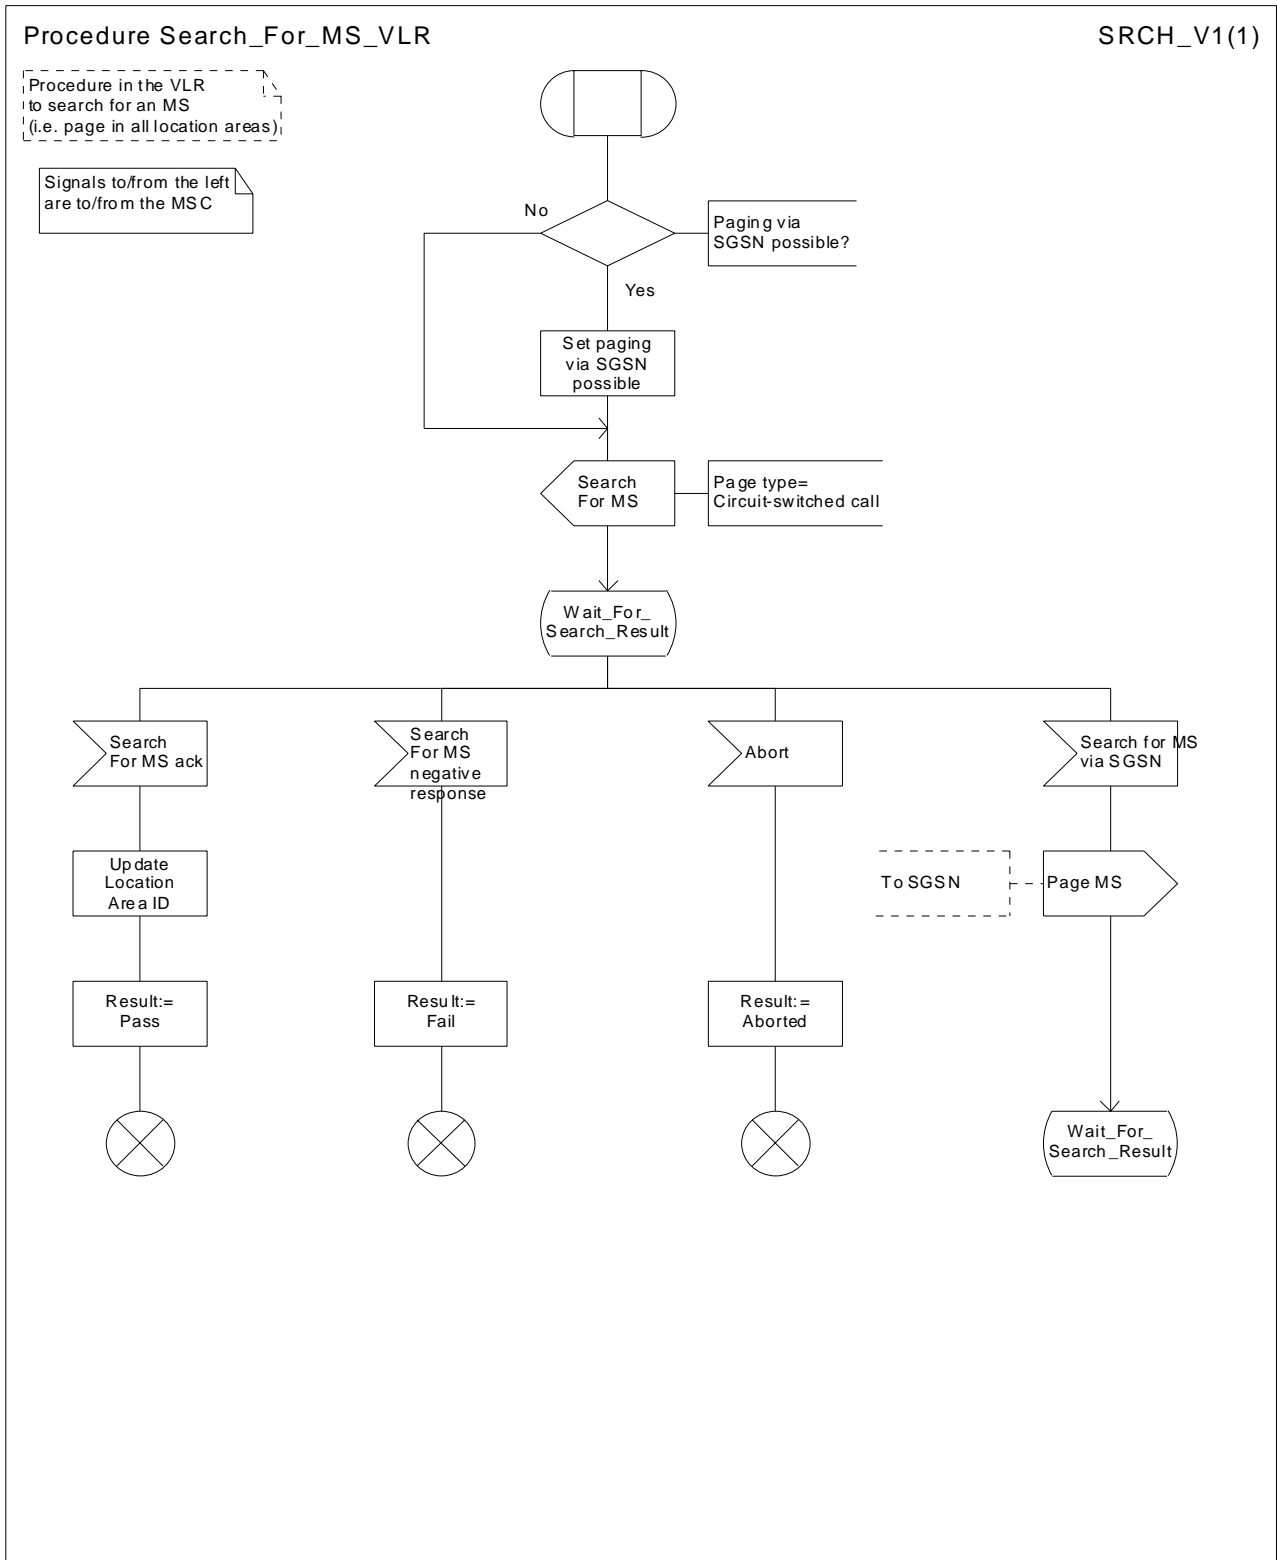 Procedure Search_For_MS_VLR
SRCH_V1(1)
Procedure in the VLR
to search for an MS
(i.e. page in all location areas)
Signals to/from the left
are to/from the MSC
No
Paging via
SGSN possible?
Yes
Set paging
via SGSN
possible
Search
For MS
Page type=
Circuit-switched call
Wait_For_
Search_Result
Search
For MS ack
Search
For MS
negative
response
Abort
Search for MS
via SGSN
Update
Location
Area ID
To SGSN
Page MS
Result:=
Pass
Result:=
Fail
Result:=
Aborted
Wait_For_
Search_Result